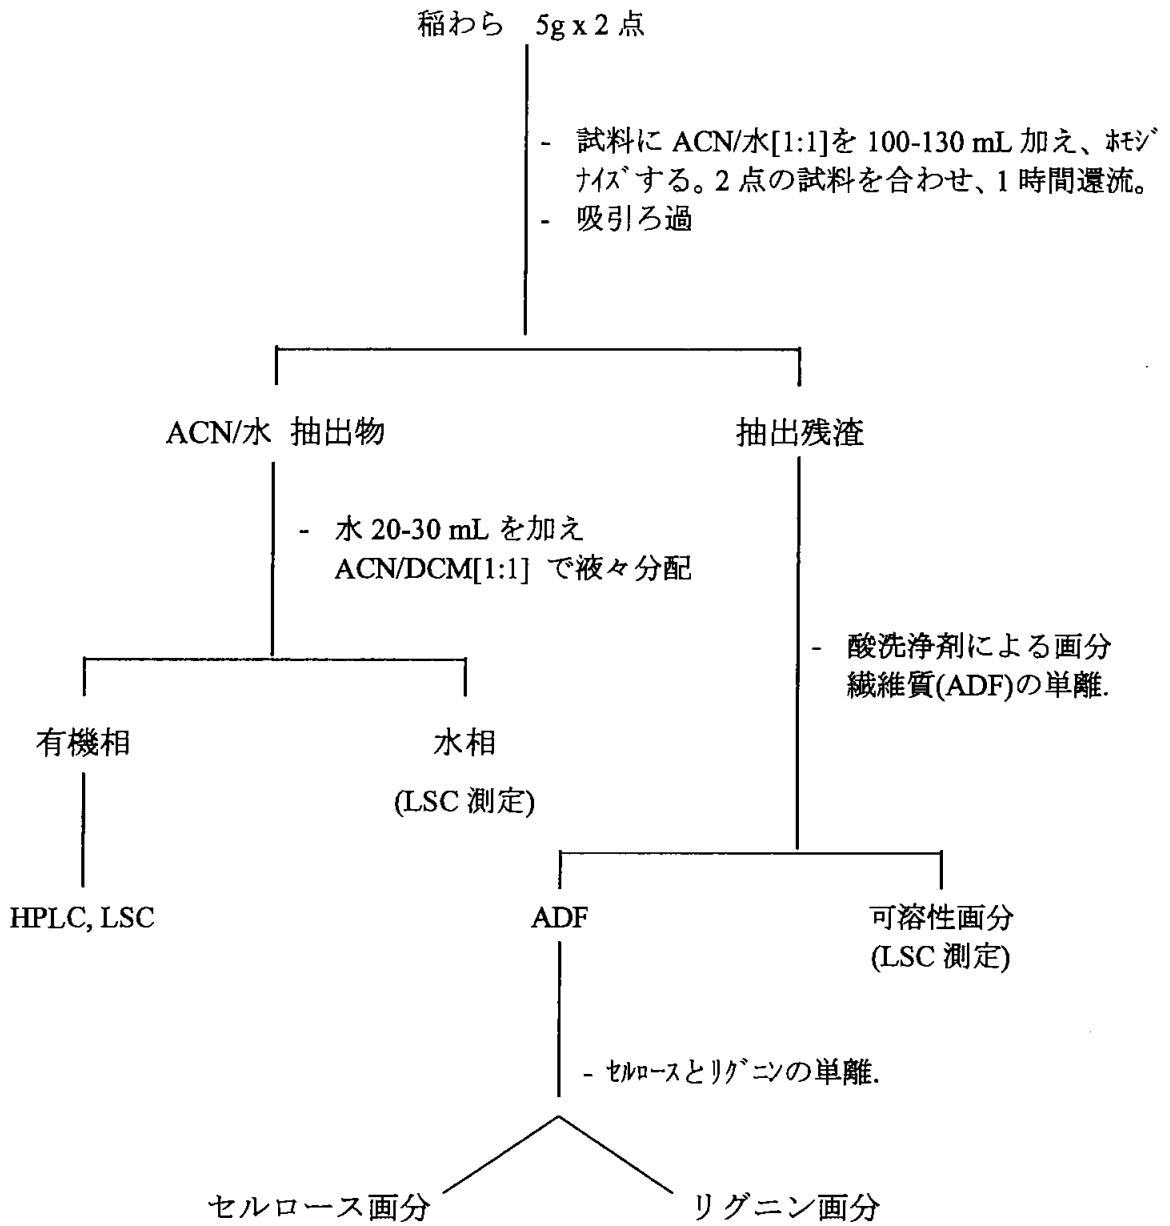 稲わら 5g x 2 点
- 試料に ACN/水[1:1]を 100-130 mL 加え、ﾎﾓｼﾞ
ﾅｲｽﾞする。2 点の試料を合わせ、1 時間還流。
- 吸引ろ過
ACN/水 抽出物
抽出残渣
- 水 20-30 mL を加え
ACN/DCM[1:1] で液々分配
- 酸洗浄剤による画分
繊維質(ADF)の単離.
有機相
水相
(LSC 測定)
HPLC, LSC
ADF
可溶性画分
(LSC 測定)
- ｾﾙﾛｰｽとﾘｸﾞﾆﾝの単離.
セルロース画分
リグニン画分